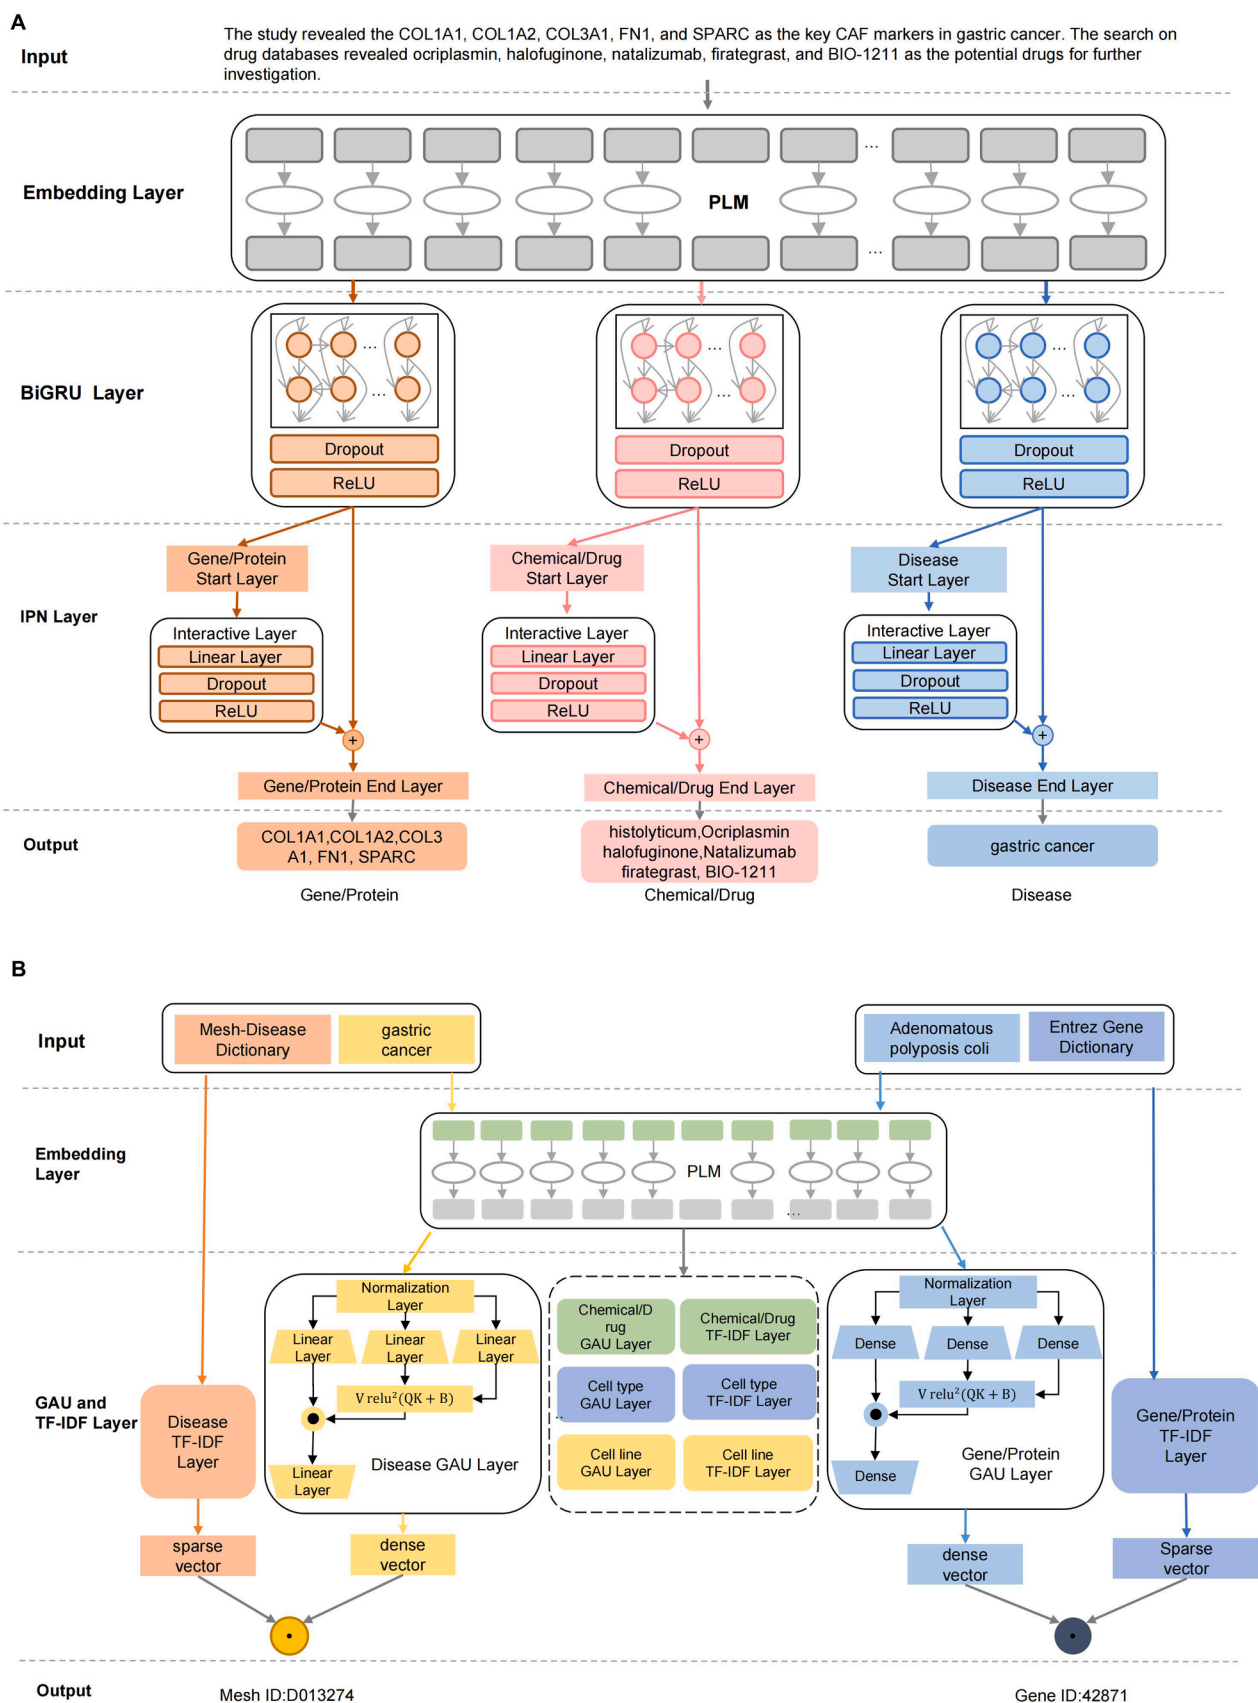 A
Input
The study revealed the COL1A1, COL1A2, COL3A1, FN1, and SPARC as the key CAF markers in gastric cancer. The search on
drug databases revealed ocriplasmin, halofuginone, natalizumab, firategrast, and BIO-1211 as the potential drugs for further
investigation.
Embedding Layer
...
PLM
...
BiGRU Layer
...
...
Dropout
ReLU
...
...
Dropout
ReLU
...
...
Dropout
ReLU
IPN Layer
Gene/Protein
Start Layer
Interactive Layer
Linear Layer
Dropout
ReLU
+
Gene/Protein End Layer
Chemical/Drug
Start Layer
Interactive Layer
Linear Layer
Dropout
ReLU
+
Chemical/Drug End Layer
Disease
Start Layer
Interactive Layer
Linear Layer
Dropout
ReLU
+
Disease End Layer
Output
COL1A1,COL1A2,COL3
A1, FN1, SPARC
Gene/Protein
histolyticum,Ocriplasmin
halofuginone,Natalizumab
firategrast, BIO-1211
Chemical/Drug
gastric cancer
Disease
B
Input
Mesh-Disease
Dictionary
gastric
cancer
Adenomatous
polyposis coli
Entrez Gene
Dictionary
Embedding
Layer
PLM
...
GAU and
TF-IDF Layer
Disease
TF-IDF
Layer
Normalization
Layer
Linear
Layer
Linear
Layer
Linear
Layer
V relu²(QK + B)
Linear
Layer
Disease GAU Layer
Chemical/D
rug
GAU Layer
Chemical/Drug
TF-IDF Layer
Cell type
GAU Layer
Cell type
TF-IDF Layer
..
Cell line
GAU Layer
Cell line
TF-IDF Layer
Normalization
Layer
Dense
Dense
Dense
V relu²(QK + B)
Dense
Gene/Protein
GAU Layer
Gene/Protein
TF-IDF
Layer
sparse
vector
dense
vector
dense
vector
Sparse
vector
Output
Mesh ID:D013274
Gene ID:42871